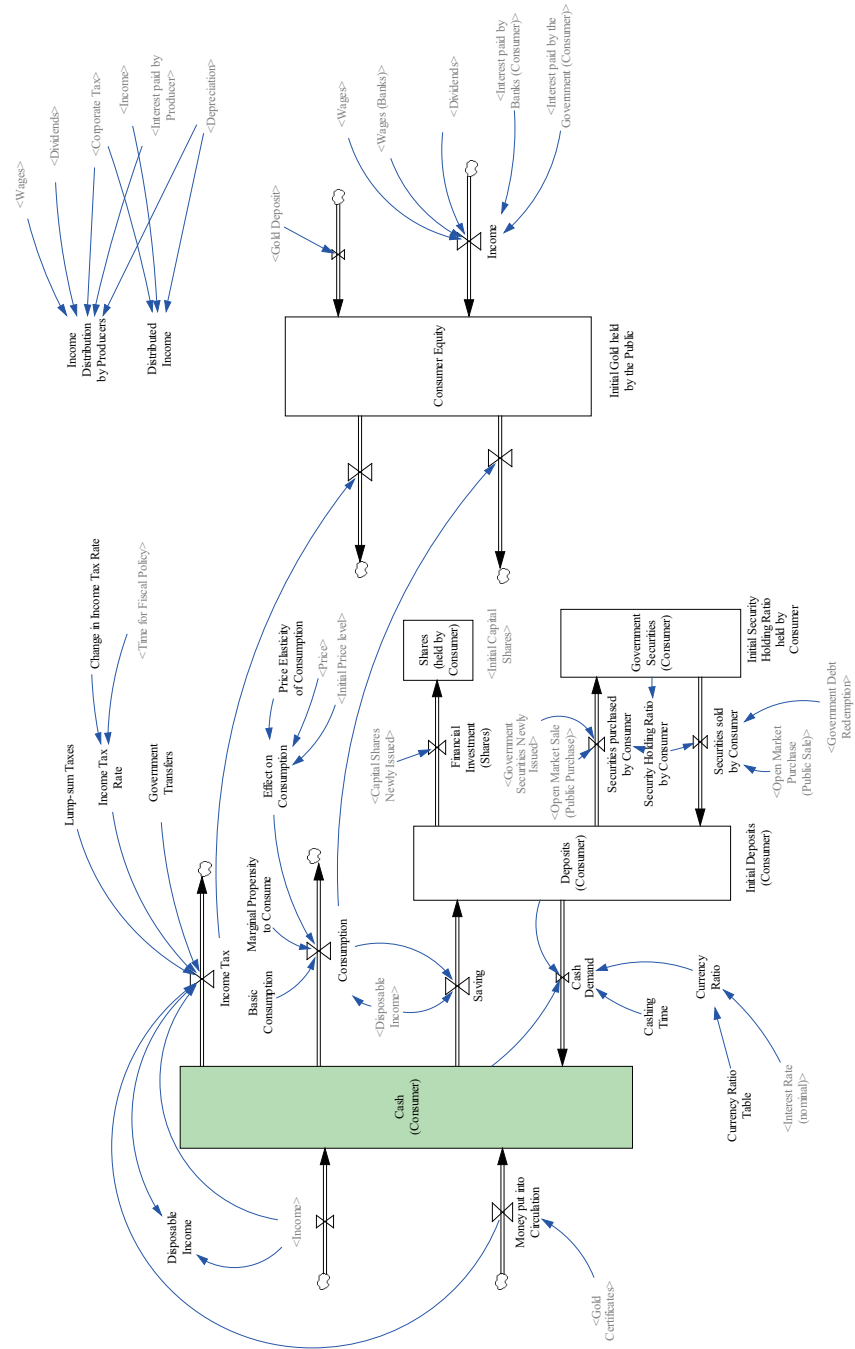 <Wages>
<Dividends>
<Corporate Tax>
<Income>
<Interest paid by
Producer>
<Depreciation>
Income
Distribution
by Producers
Distributed
Income
<Wages>
<Wages (Banks)>
<Dividends>
<Interest paid by
Banks (Consumer)>
<Interest paid by the
Government (Consumer)>
<Gold Deposit>
Income
Consumer Equity
Initial Gold held
by the Public
Lump-sum Taxes
Change in Income Tax Rate
<Time for Fiscal Policy>
Income Tax
Rate
Government
Transfers
Income Tax
Price Elasticity
of Consumption
<Price>
<Initial Price level>
Effect on
Consumption
Marginal Propensity
to Consume
Basic
Consumption
Consumption
<Disposable
Income>
Saving
Cash
(Consumer)
Disposable
Income
<Income>
Money put into
Circulation
<Gold
Certificates>
Cash
Demand
Cashing
Time
Currency
Ratio
Currency Ratio
Table
<Interest Rate
(nominal)>
Deposits
(Consumer)
Initial Deposits
(Consumer)
<Capital Shares
Newly Issued>
Financial
Investment
(Shares)
Shares
(held by
Consumer)
<Initial Capital
Shares>
<Government
Securities Newly
Issued>
<Open Market Sale
(Public Purchase)>
Securities purchased
by Consumer
Security Holding Ratio
by Consumer
Securities sold
by Consumer
Government
Securities
(Consumer)
Initial Security
Holding Ratio
held by
Consumer
<Open Market
Purchase
(Public Sale)>
<Government Debt
Redemption>